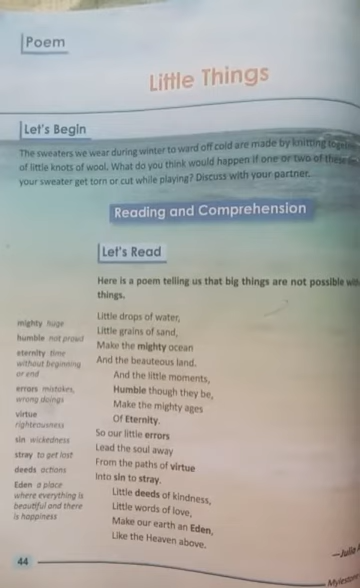 Poem
Little Things
Let's Begin
The sweaters we wear during winter to ward off cold are made by knitting
of little knots of wool. What do you think would happen if one or two of these
your sweater get torn or cut while playing? Discuss with your partner.
Reading and Comprehension
Let's Read
Here is a poem telling us that big things are not possible
things.
mighty huge
humble not proud
eternity time
without beginning
or end
errors mistakes,
wrong doings
virtue
righteousness
sin wickedness
stray to get lost
deeds actions
Eden a place
where everything is
beautiful and there
is happiness
Little drops of water,
Little grains of sand,
Make the mighty ocean
And the beauteous land.
And the little moments,
Humble though they be,
Make the mighty ages
Of Eternity.
So our little errors
Lead the soul away
From the paths of virtue
Into sin to stray.
Little deeds of kindness,
Little words of love,
Make our earth an Eden,
Like the Heaven above.
—Julia
44